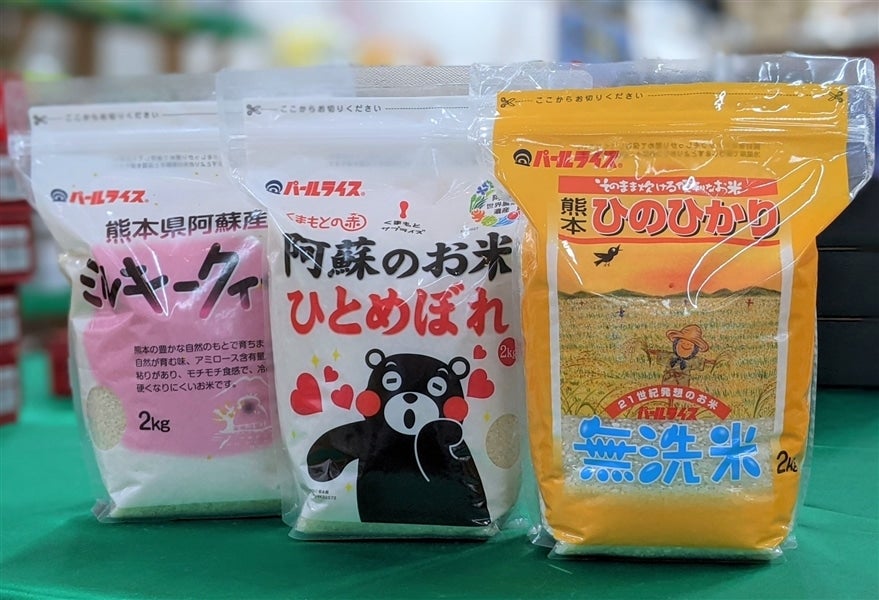 ここからお切りください
パールライス®
熊本県阿蘇産
ミルキークイ
熊本の豊かな自然のもとで育ちま
自然が育む味、アミロース含有量
粘りがあり、モチモチ食感で、冷
硬くなりにくいお米です。
2kg
ここからお切りください
パールライス®
くまもとの赤
くまもと
サプライズ
世界農業
遺産
阿蘇のお米
ひとめぼれ
2kg
ここからお切りください
パールライス®
そのまま炊ける便利なお米
熊本
ひのひかり
21世紀発想のお米
パールライス
無洗米
2kg